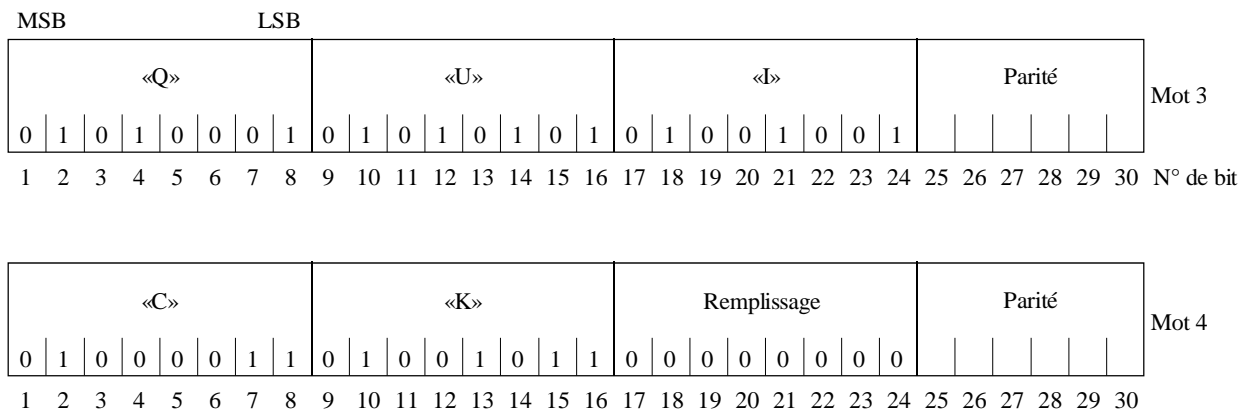 MSB LSB
«Q» «U» «I» Parité
Mot 3
0 1 0 1 0 0 0 1 0 1 0 1 0 1 0 1 0 1 0 0 1 0 0 1
1 2 3 4 5 6 7 8 9 10 11 12 13 14 15 16 17 18 19 20 21 22 23 24 25 26 27 28 29 30 N° de bit
«C» «K» Remplissage Parité
Mot 4
0 1 0 0 0 0 1 1 0 1 0 0 1 0 1 1 0 0 0 0 0 0 0 0
1 2 3 4 5 6 7 8 9 10 11 12 13 14 15 16 17 18 19 20 21 22 23 24 25 26 27 28 29 30